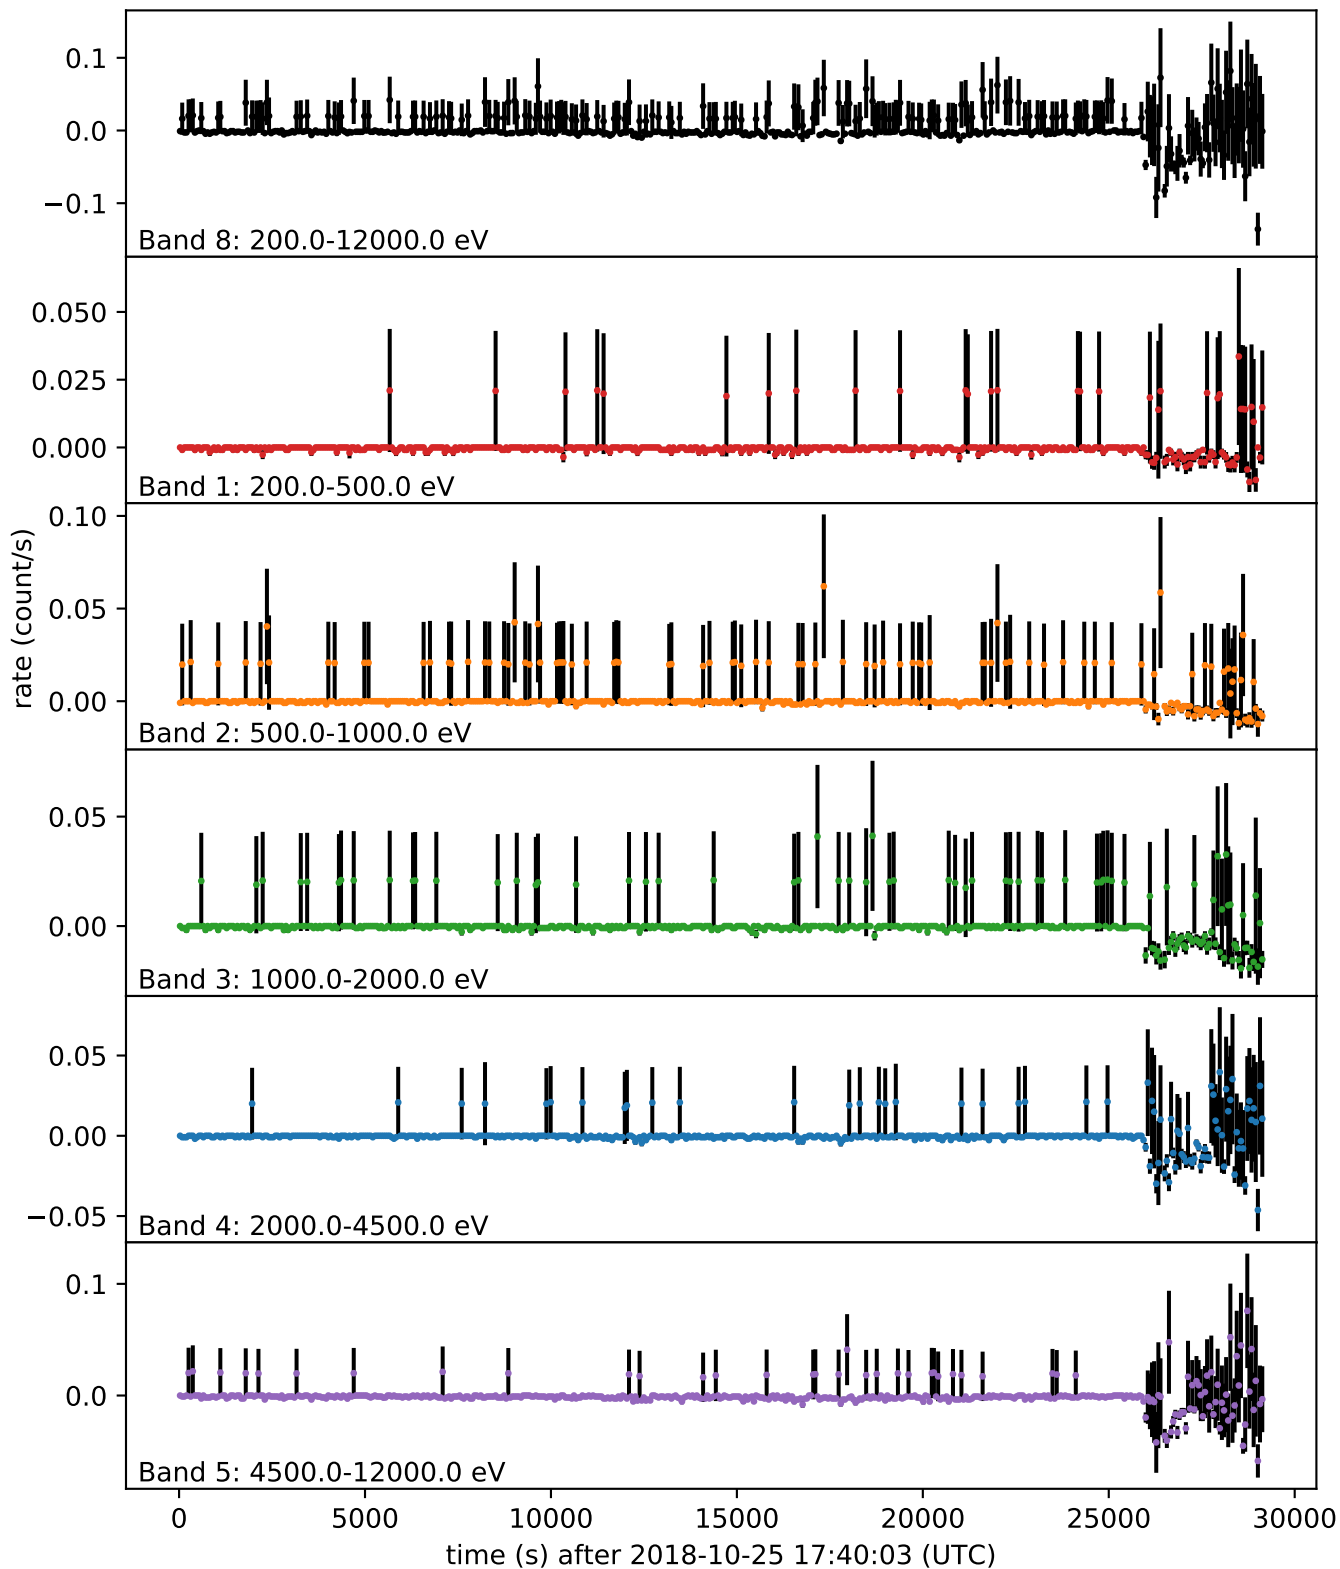 0.1
0.0
−0.1
Band 8: 200.0-12000.0 eV
0.050
0.025
0.000
Band 1: 200.0-500.0 eV
rate (count/s)
0.10
0.05
0.00
Band 2: 500.0-1000.0 eV
0.05
0.00
Band 3: 1000.0-2000.0 eV
0.05
0.00
−0.05
Band 4: 2000.0-4500.0 eV
0.1
0.0
Band 5: 4500.0-12000.0 eV
0 5000 10000 15000 20000 25000 30000
time (s) after 2018-10-25 17:40:03 (UTC)